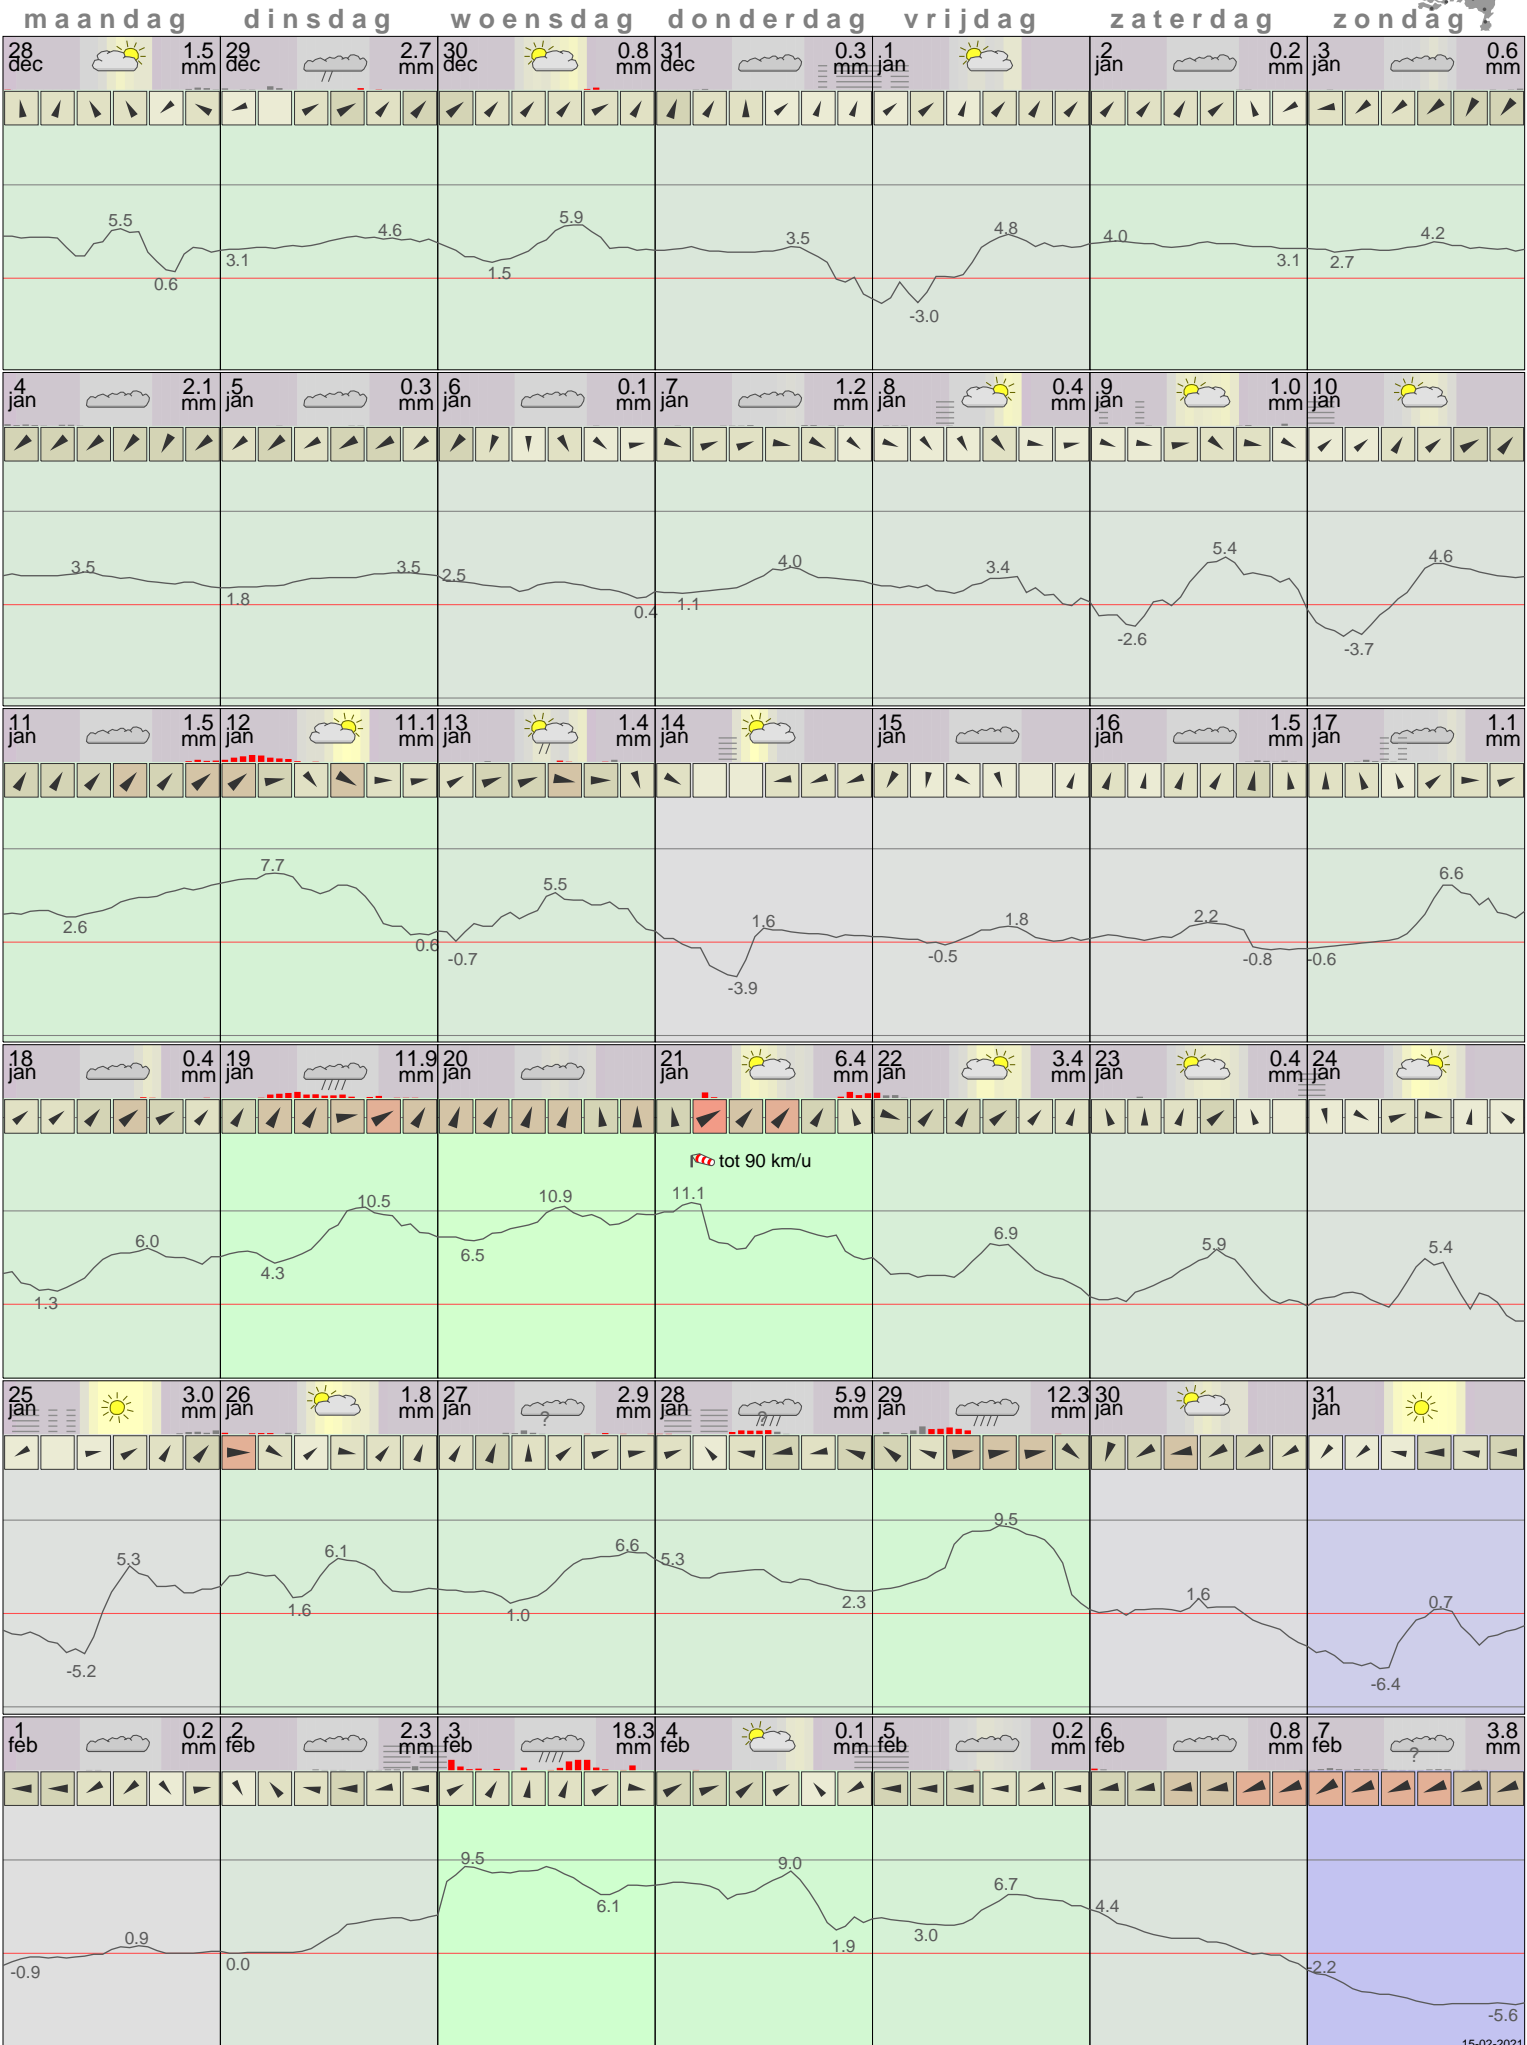 maandag dinsdag woensdag donderdag vrijdag zaterdag zondag
28 dec 1.5 mm 29 dec 2.7 mm 30 dec 0.8 mm 31 dec 0.3 mm 1 jan 2 jan 0.2 mm 3 jan 0.6 mm
5.5 0.6 3.1 4.6 1.5 5.9 3.5 -3.0 4.8 4.0 3.1 2.7 4.2
4 jan 2.1 mm 5 jan 0.3 mm 6 jan 0.1 mm 7 jan 1.2 mm 8 jan 0.4 mm 9 jan 1.0 mm 10 jan
3.5 1.8 3.5 2.5 0.4 1.1 4.0 3.4 -2.6 5.4 -3.7 4.6
11 jan 1.5 mm 12 jan 11.1 mm 13 jan 1.4 mm 14 jan 15 jan 16 jan 1.5 mm 17 jan 1.1 mm
2.6 7.7 0.6 -0.7 5.5 -3.9 1.6 -0.5 1.8 2.2 -0.8 -0.6 6.6
18 jan 0.4 mm 19 jan 11.9 mm 20 jan 21 jan 6.4 mm 22 jan 3.4 mm 23 jan 0.4 mm 24 jan
tot 90 km/u
1.3 6.0 4.3 10.5 6.5 10.9 11.1 6.9 5.9 5.4
25 jan 3.0 mm 26 jan 1.8 mm 27 jan 2.9 mm 28 jan 5.9 mm 29 jan 12.3 mm 30 jan 31 jan
? ?
-5.2 5.3 1.6 6.1 1.0 6.6 5.3 2.3 9.5 1.6 -6.4 0.7
1 feb 0.2 mm 2 feb 2.3 mm 3 feb 18.3 mm 4 feb 0.1 mm 5 feb 0.2 mm 6 feb 0.8 mm 7 feb 3.8 mm
?
-0.9 0.9 0.0 9.5 6.1 9.0 1.9 3.0 6.7 4.4 -2.2 -5.6
15-02-2021